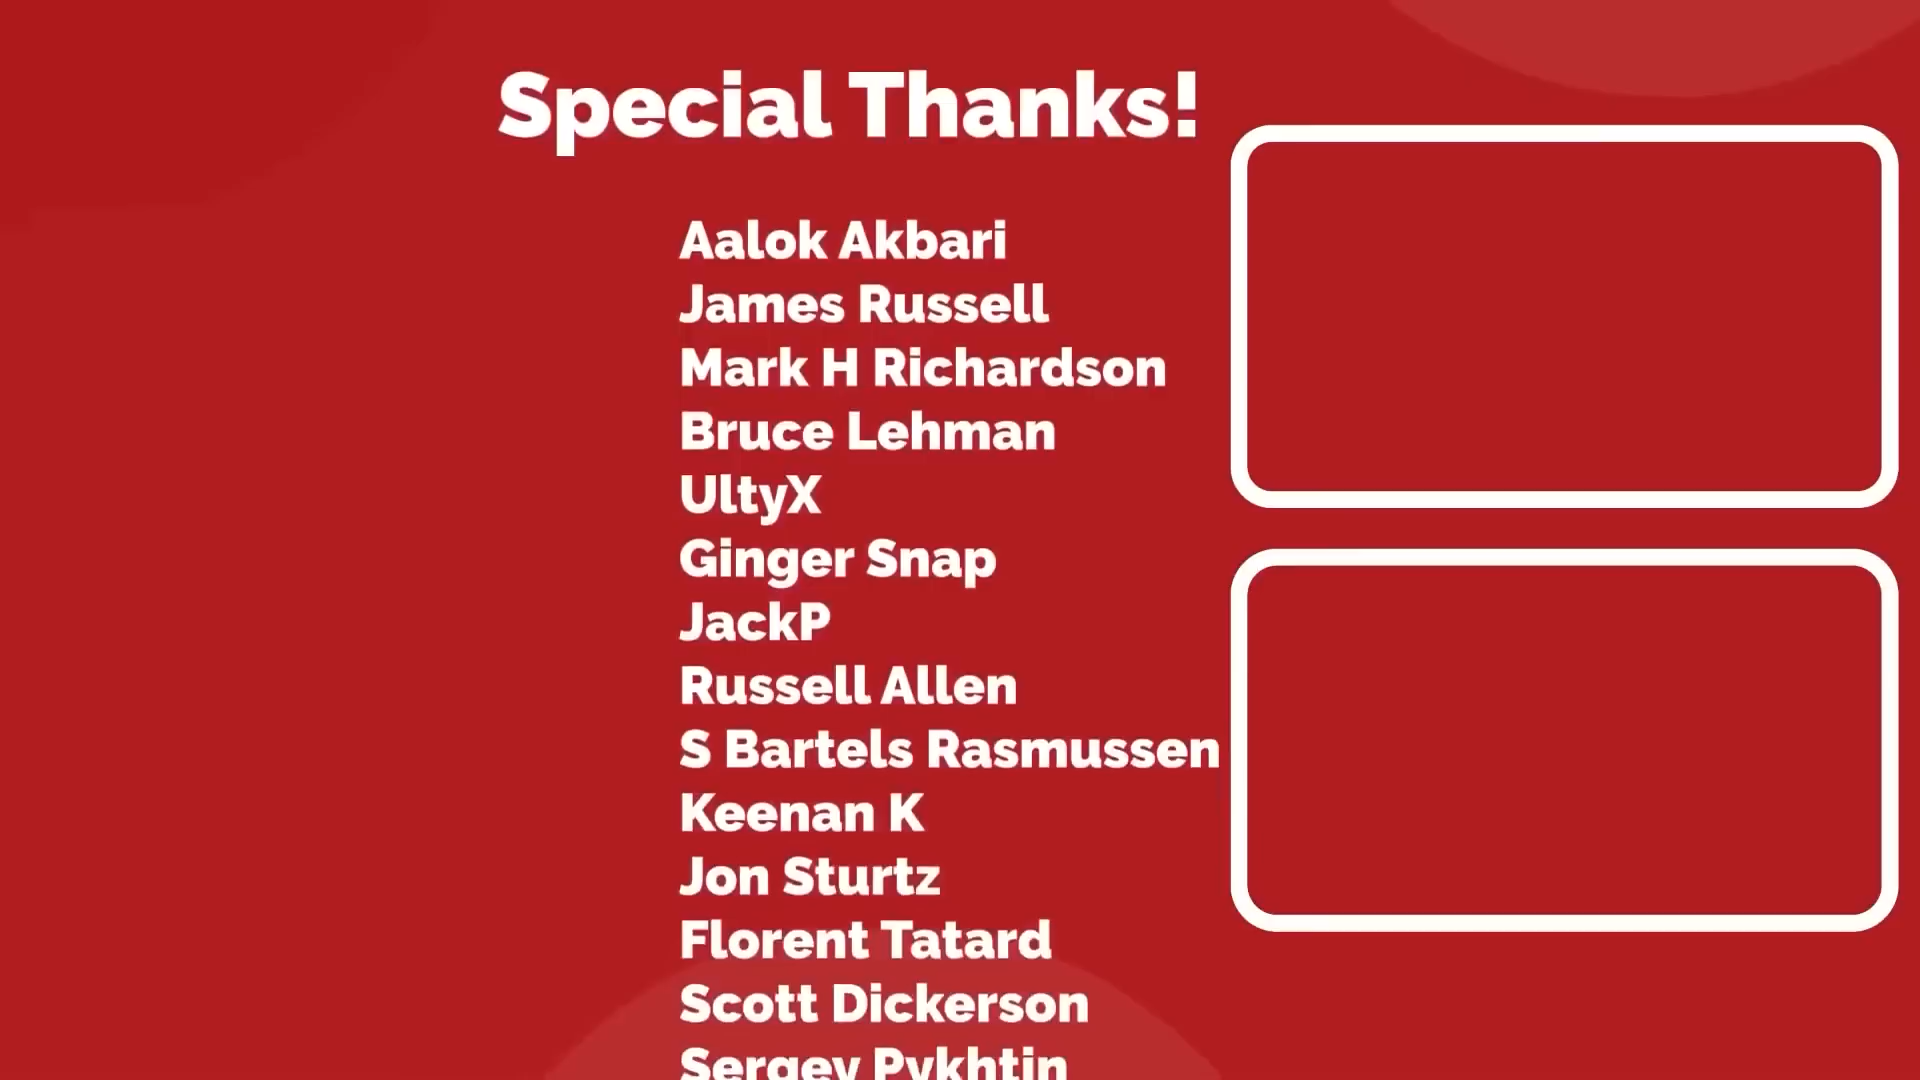 Special Thanks!
Aalok Akbari
James Russell
Mark H Richardson
Bruce Lehman
UltyX
Ginger Snap
JackP
Russell Allen
S Bartels Rasmussen
Keenan K
Jon Sturtz
Florent Tatard
Scott Dickerson
Sergey Pykhtin